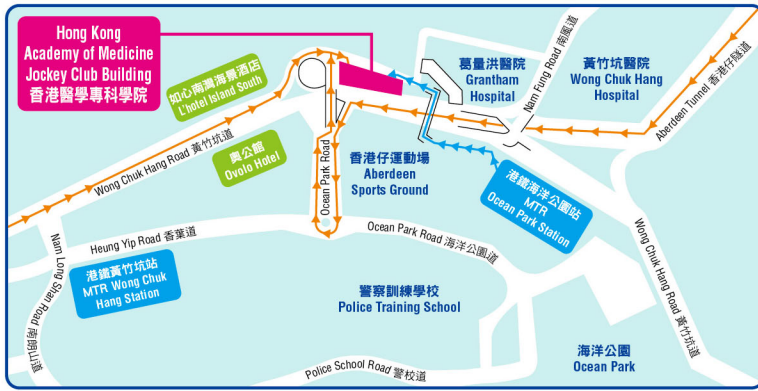 Hong Kong
Academy of Medicine
Jockey Club Building
香港醫學專科學院
如心南灣海景酒店
L'hotel Island South
奧公館
Ovolo Hotel
Wong Chuk Hang Road 黃竹坑道
Nam Long Shan Road 南朗山道
Heung Yip Road 香葉道
港鐵黃竹坑站
MTR Wong Chuk
Hang Station
Ocean Park Road
香港仔運動場
Aberdeen
Sports Ground
葛量洪醫院
Grantham
Hospital
Nam Fung Road 南風道
黃竹坑醫院
Wong Chuk Hang
Hospital
Aberdeen Tunnel 香港仔隧道
港鐵海洋公園站
MTR
Ocean Park Station
Ocean Park Road 海洋公園道
Wong Chuk Hang Road 黃竹坑道
警察訓練學校
Police Training School
Police School Road 警校道
海洋公園
Ocean Park